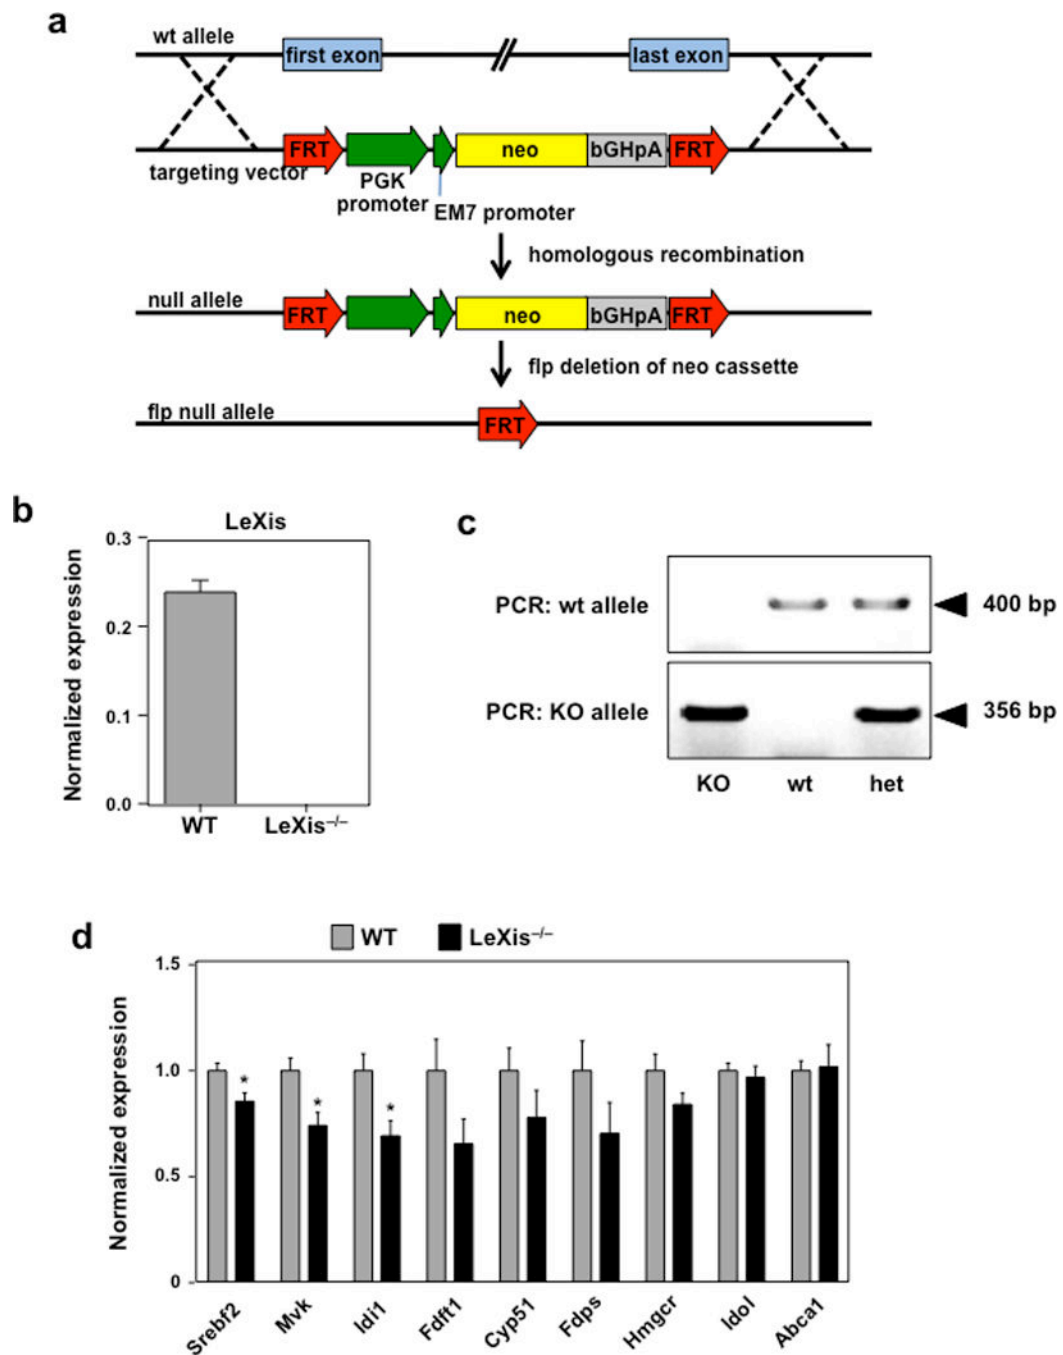 a
wt allele
first exon
last exon
FRT
neo
bGHpA
FRT
targeting vector
PGK
promoter
EM7 promoter
homologous recombination
null allele
FRT
neo
bGHpA
FRT
flp deletion of neo cassette
flp null allele
FRT
b
LeXis
Normalized expression
0.3
0.2
0.1
0.0
WT
LeXis–/–
c
PCR: wt allele
400 bp
PCR: KO allele
356 bp
KO
wt
het
d
WT
LeXis–/–
Normalized expression
1.5
1.0
0.5
0
*
*
*
Srebf2
Mvk
Idi1
Fdft1
Cyp51
Fdps
Hmgcr
Idol
Abca1